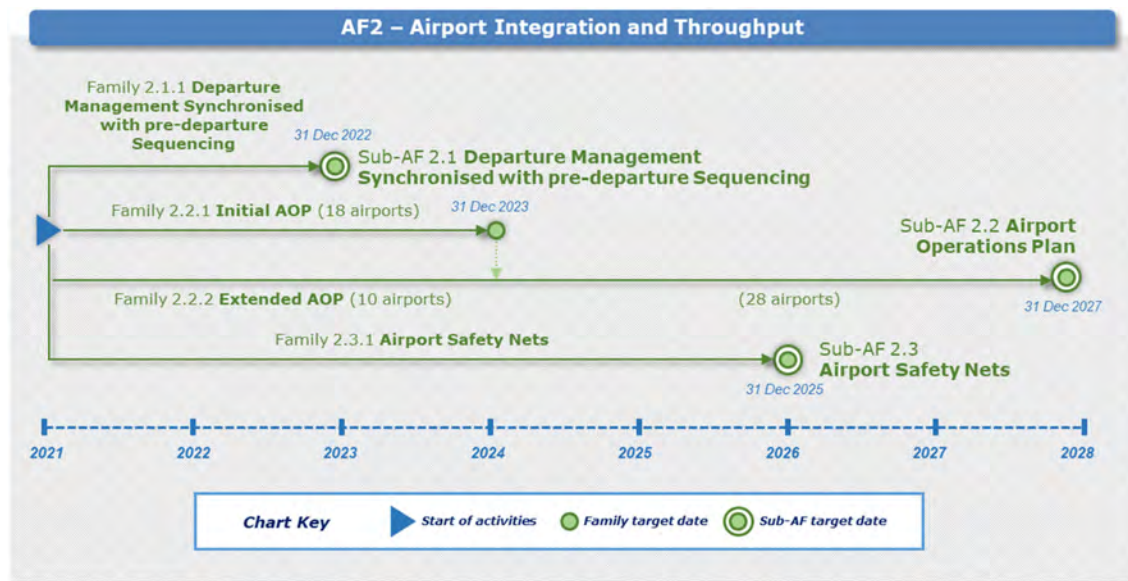 AF2 – Airport Integration and Throughput
Family 2.1.1 Departure
Management Synchronised
with pre-departure
Sequencing
31 Dec 2022
Sub-AF 2.1 Departure Management
Synchronised with pre-departure Sequencing
Family 2.2.1 Initial AOP (18 airports)
31 Dec 2023
Sub-AF 2.2 Airport
Operations Plan
Family 2.2.2 Extended AOP (10 airports)
(28 airports)
31 Dec 2027
Family 2.3.1 Airport Safety Nets
Sub-AF 2.3
Airport Safety Nets
31 Dec 2025
2021 2022 2023 2024 2025 2026 2027 2028
Chart Key Start of activities Family target date Sub-AF target date